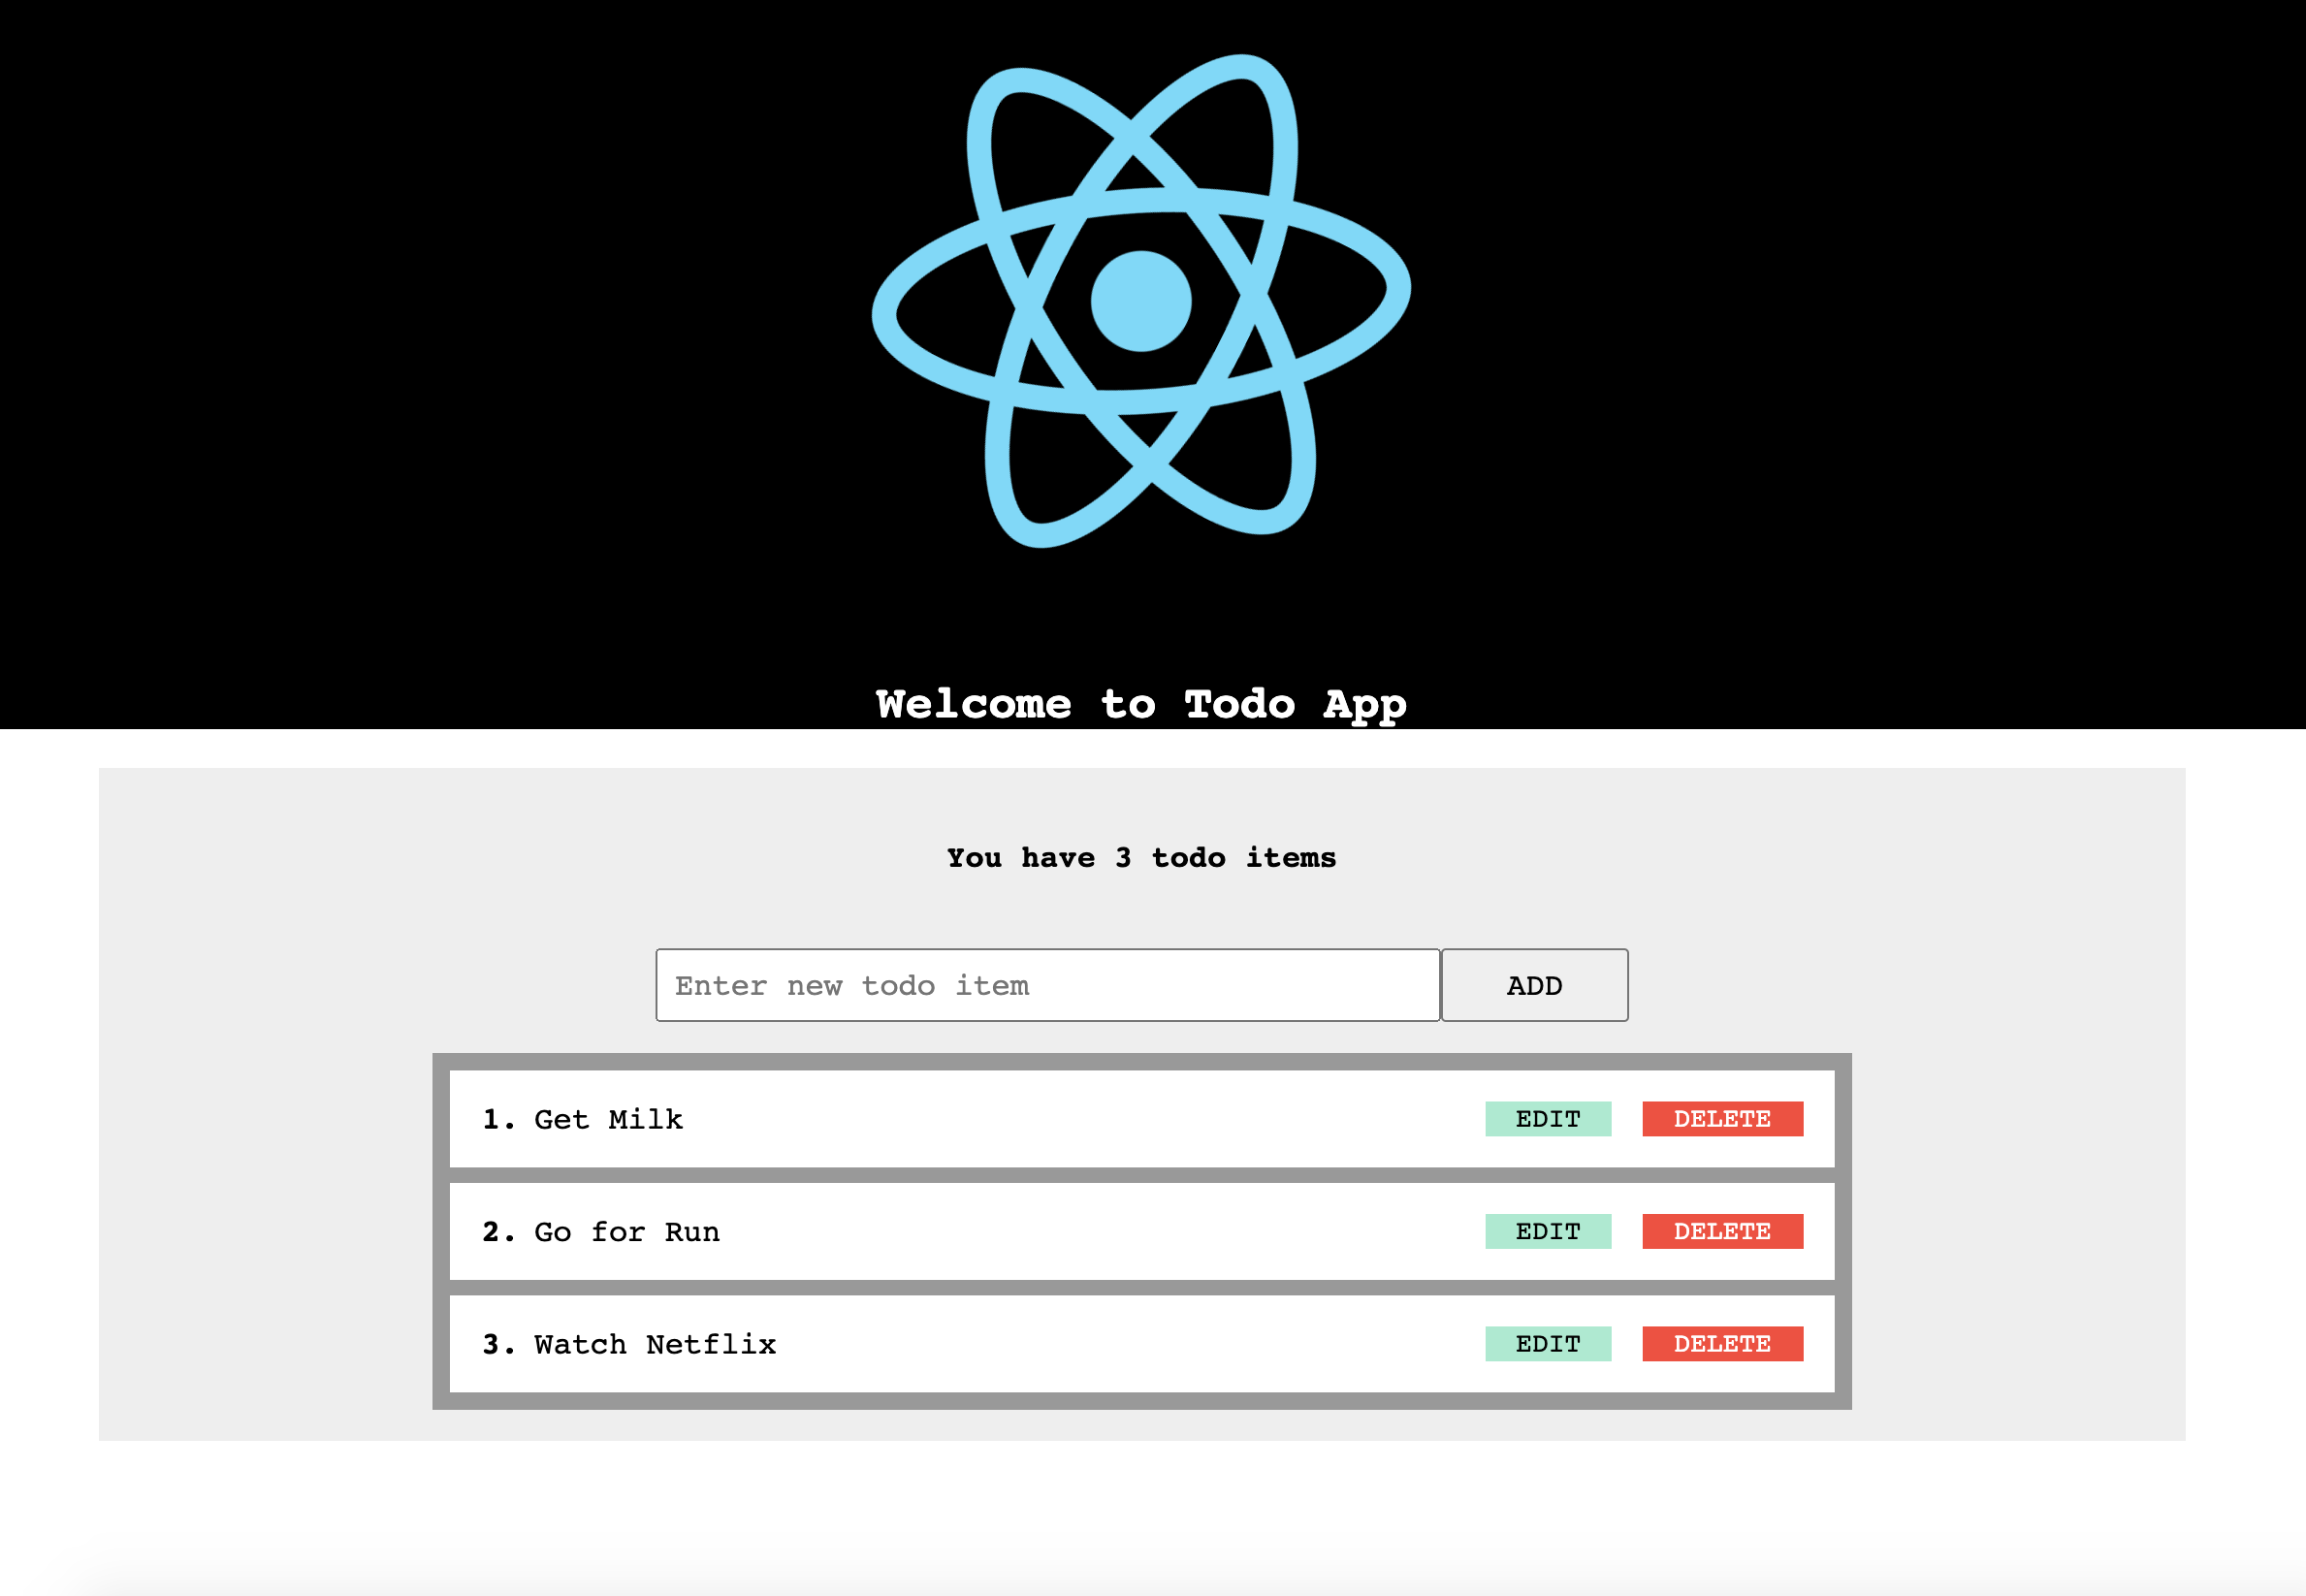 Welcome to Todo App
You have 3 todo items
Enter new todo item ADD
1. Get Milk EDIT DELETE
2. Go for Run EDIT DELETE
3. Watch Netflix EDIT DELETE